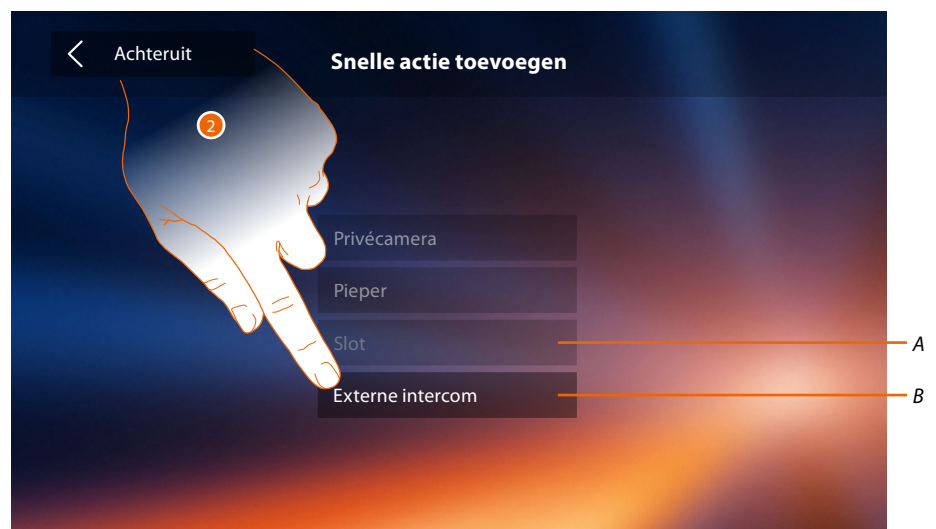 Achteruit
Snelle actie toevoegen
2
Privécamera
Pieper
Slot
A
Externe intercom
B